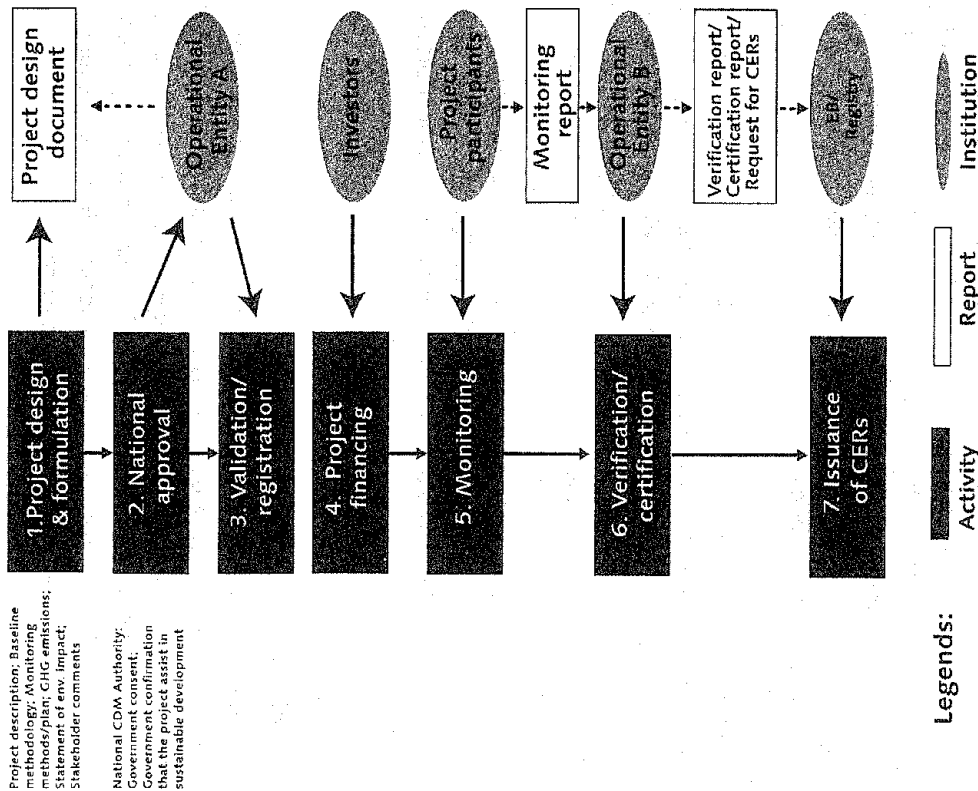 Project description; Baseline
methodology; Monitoring
methods/plan; GHG emissions;
Statement of env. impact;
Stakeholder comments
National CDM Authority:
Government consent;
Government confirmation
that the project assist in
sustainable development
1.Project design
& formulation
2. National
approval
3. Validation/
registration
4. Project
financing
5. Monitoring
6. Verification/
certification
7. Issuance
of CERs
Project design
document
Operational
Entity A
Investors
Project
participants
Monitoring
report
Operational
Entity B
Verification report/
Certification report/
Request for CERs
EB/
Registry
Legends:
Activity
Report
Institution